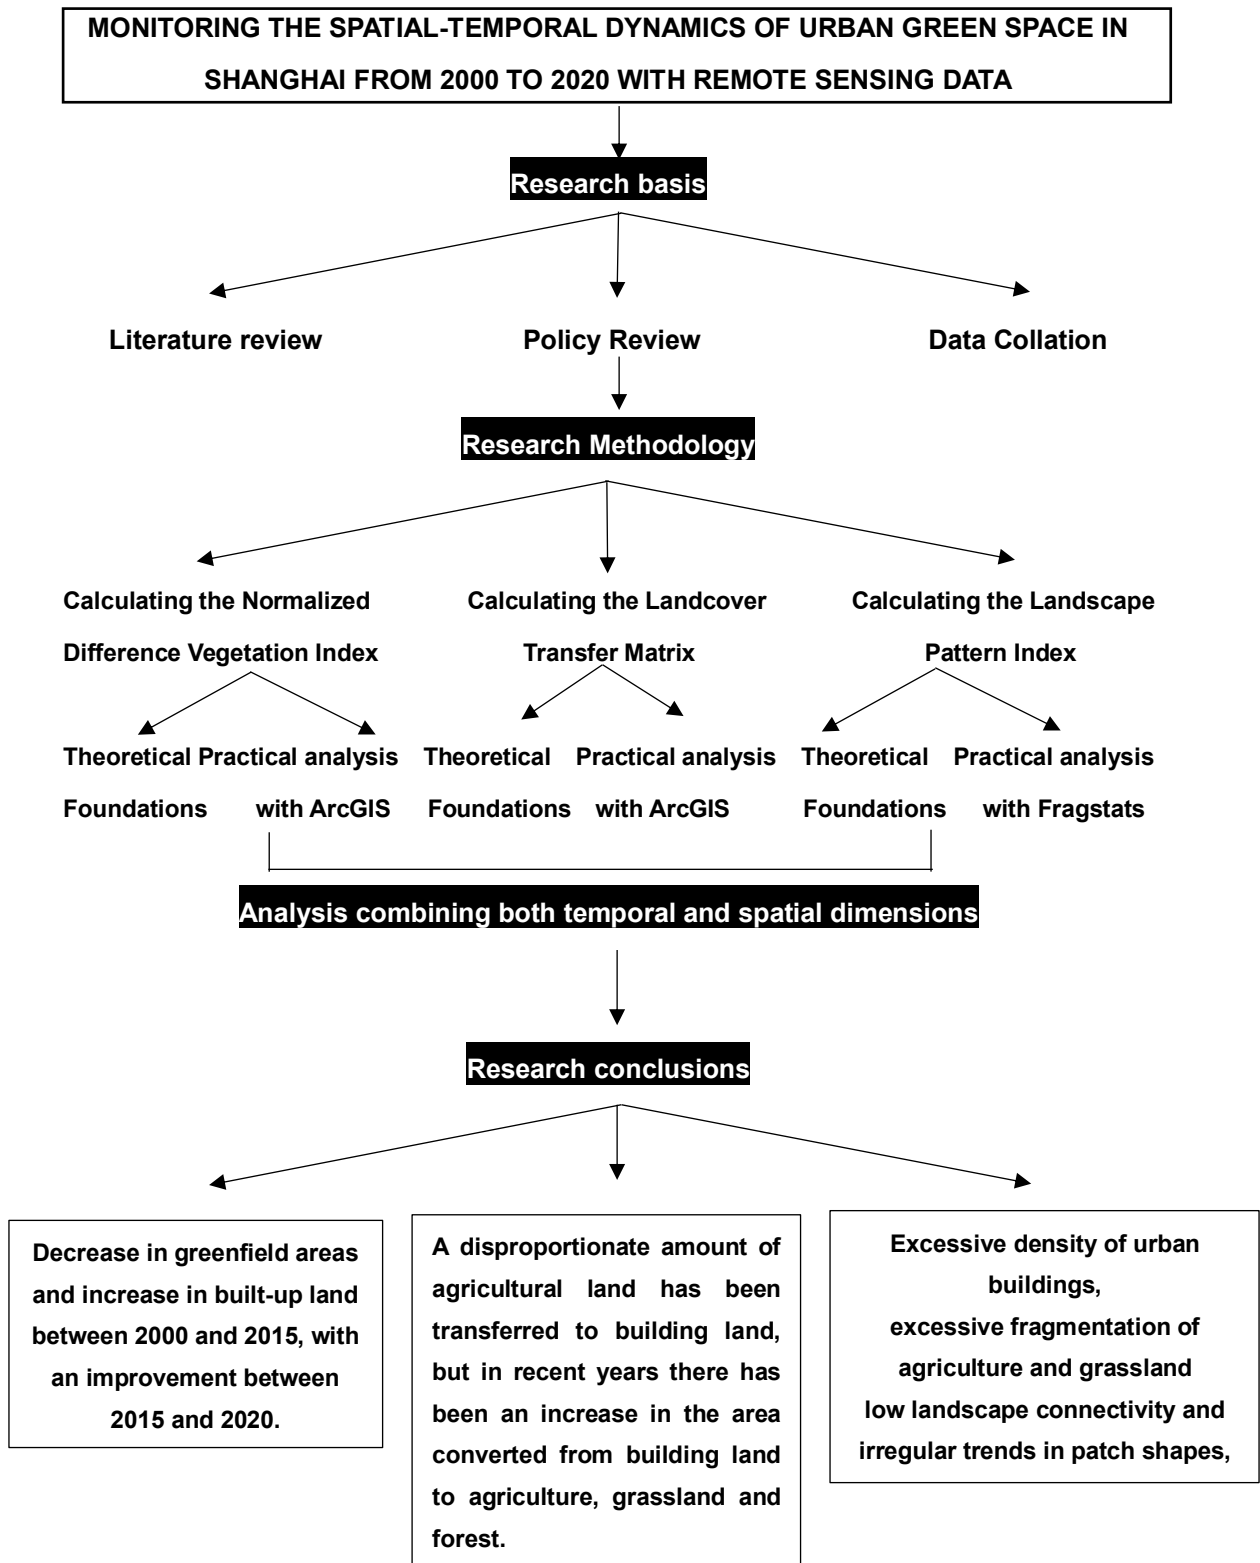 MONITORING THE SPATIAL-TEMPORAL DYNAMICS OF URBAN GREEN SPACE IN
SHANGHAI FROM 2000 TO 2020 WITH REMOTE SENSING DATA
Research basis
Literature review
Policy Review
Data Collation
Research Methodology
Calculating the Normalized
Difference Vegetation Index
Calculating the Landcover
Transfer Matrix
Calculating the Landscape
Pattern Index
Theoretical
Foundations
Practical analysis
with ArcGIS
Theoretical
Foundations
Practical analysis
with ArcGIS
Theoretical
Foundations
Practical analysis
with Fragstats
Analysis combining both temporal and spatial dimensions
Research conclusions
Decrease in greenfield areas
and increase in built-up land
between 2000 and 2015, with
an improvement between
2015 and 2020.
A disproportionate amount of
agricultural land has been
transferred to building land,
but in recent years there has
been an increase in the area
converted from building land
to agriculture, grassland and
forest.
Excessive density of urban
buildings,
excessive fragmentation of
agriculture and grassland
low landscape connectivity and
irregular trends in patch shapes,